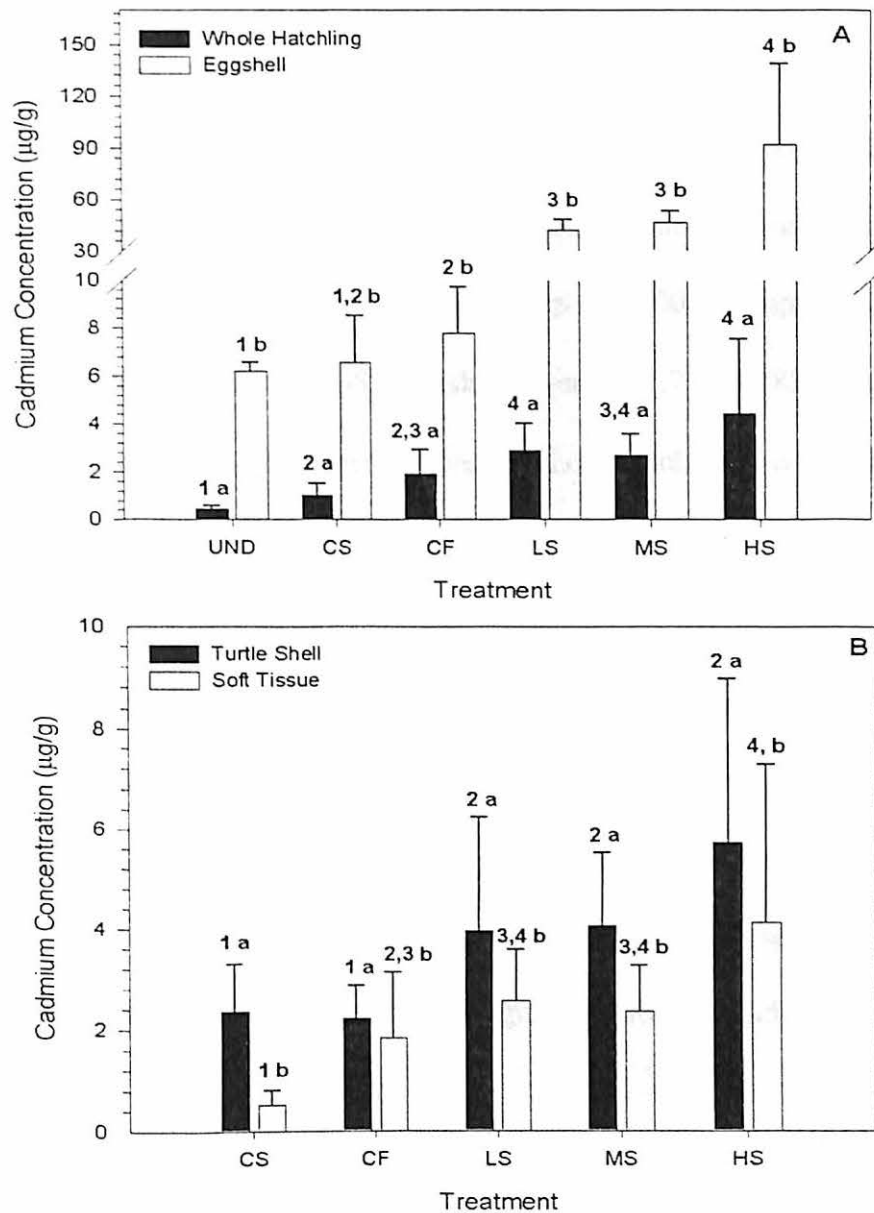 A
Whole Hatchling
Eggshell
Cadmium Concentration (µg/g)
150
120
90
60
30
10
8
6
4
2
0
1 a
1 b
2 a
1,2 b
2,3 a
2 b
4 a
3 b
3,4 a
3 b
4 a
4 b
UND CS CF LS MS HS
Treatment
B
Turtle Shell
Soft Tissue
Cadmium Concentration (µg/g)
10
8
6
4
2
0
1 a
1 b
1 a
2,3 b
2 a
3,4 b
2 a
3,4 b
2 a
4, b
CS CF LS MS HS
Treatment